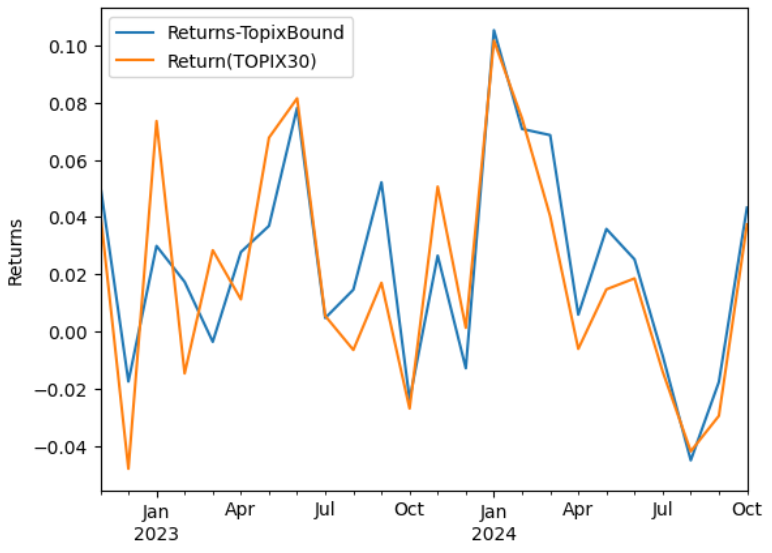 Returns-TopixBound
Return(TOPIX30)
0.10
0.08
0.06
0.04
0.02
0.00
−0.02
−0.04
Returns
Jan Apr Jul Oct Jan Apr Jul Oct
2023 2024